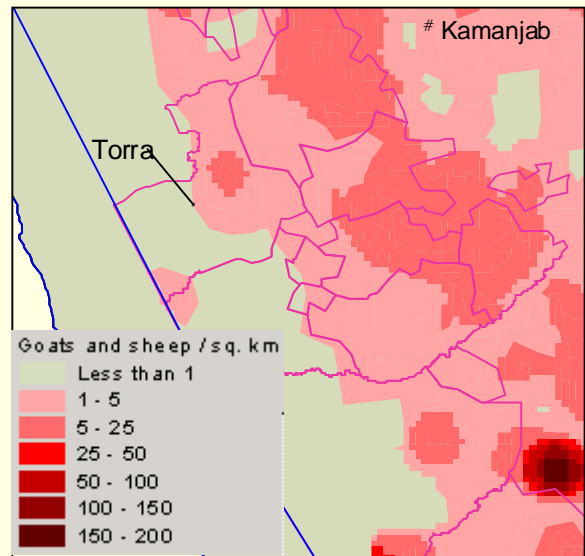 # Kamanjab
Torra
Goats and sheep / sq. km
Less than 1
1 - 5
5 - 25
25 - 50
50 - 100
100 - 150
150 - 200